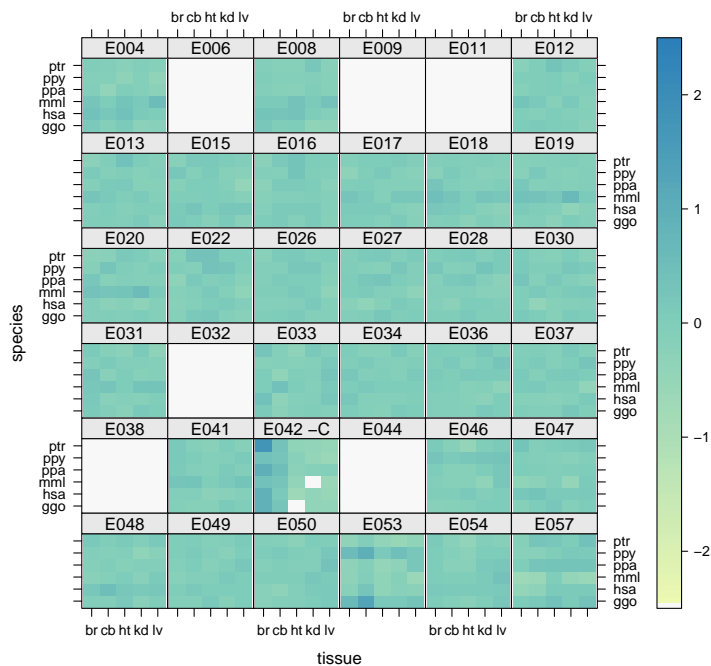 br cb ht kd lv br cb ht kd lv br cb ht kd lv
E004 E006 E008 E009 E011 E012
ptr
ppy
ppa
mml
hsa
ggo
E013 E015 E016 E017 E018 E019
ptr
ppy
ppa
mml
hsa
ggo
E020 E022 E026 E027 E028 E030
ptr
ppy
ppa
mml
hsa
ggo
E031 E032 E033 E034 E036 E037
ptr
ppy
ppa
mml
hsa
ggo
E038 E041 E042 −C E044 E046 E047
ptr
ppy
ppa
mml
hsa
ggo
E048 E049 E050 E053 E054 E057
ptr
ppy
ppa
mml
hsa
ggo
br cb ht kd lv br cb ht kd lv br cb ht kd lv
tissue
species
2
1
0
−1
−2